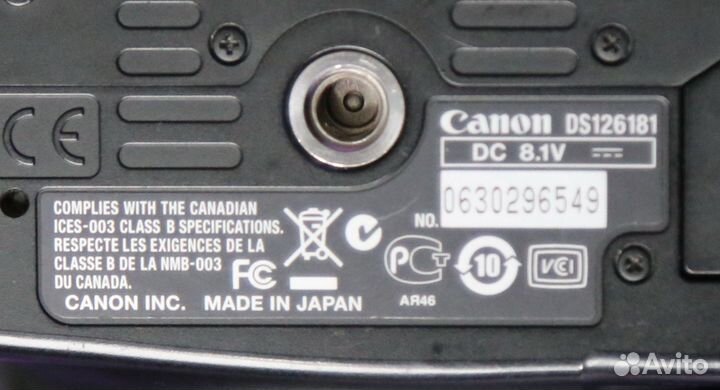 CE
Canon DS126181
DC 8.1V
NO. 0630296549
COMPLIES WITH THE CANADIAN
ICES-003 CLASS B SPECIFICATIONS.
RESPECTE LES EXIGENCES DE LA
CLASSE B DE LA NMB-003
DU CANADA.
FC
PCT
AЯ46
10
VCI
CANON INC. MADE IN JAPAN
Avito